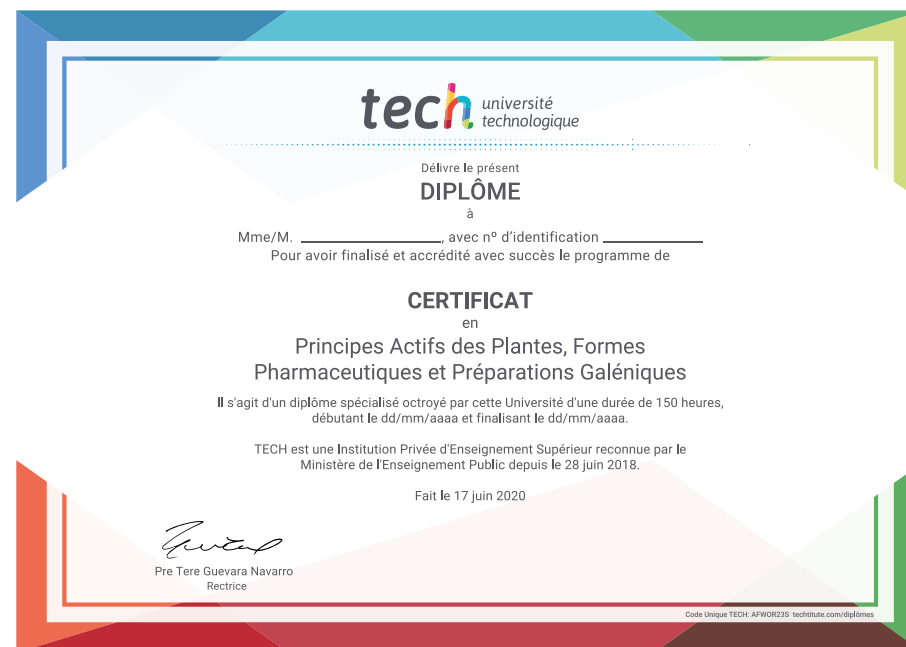 tech université
technologique
Délivre le présent
DIPLÔME
à
Mme/M. ____________________, avec nº d'identification ______________
Pour avoir finalisé et accrédité avec succès le programme de
CERTIFICAT
en
Principes Actifs des Plantes, Formes
Pharmaceutiques et Préparations Galéniques
Il s'agit d'un diplôme spécialisé octroyé par cette Université d'une durée de 150 heures,
débutant le dd/mm/aaaa et finalisant le dd/mm/aaaa.
TECH est une Institution Privée d'Enseignement Supérieur reconnue par le
Ministère de l'Enseignement Public depuis le 28 juin 2018.
Fait le 17 juin 2020
Pre Tere Guevara Navarro
Rectrice
Code Unique TECH: AFWOR23S techtitute.com/diplômes